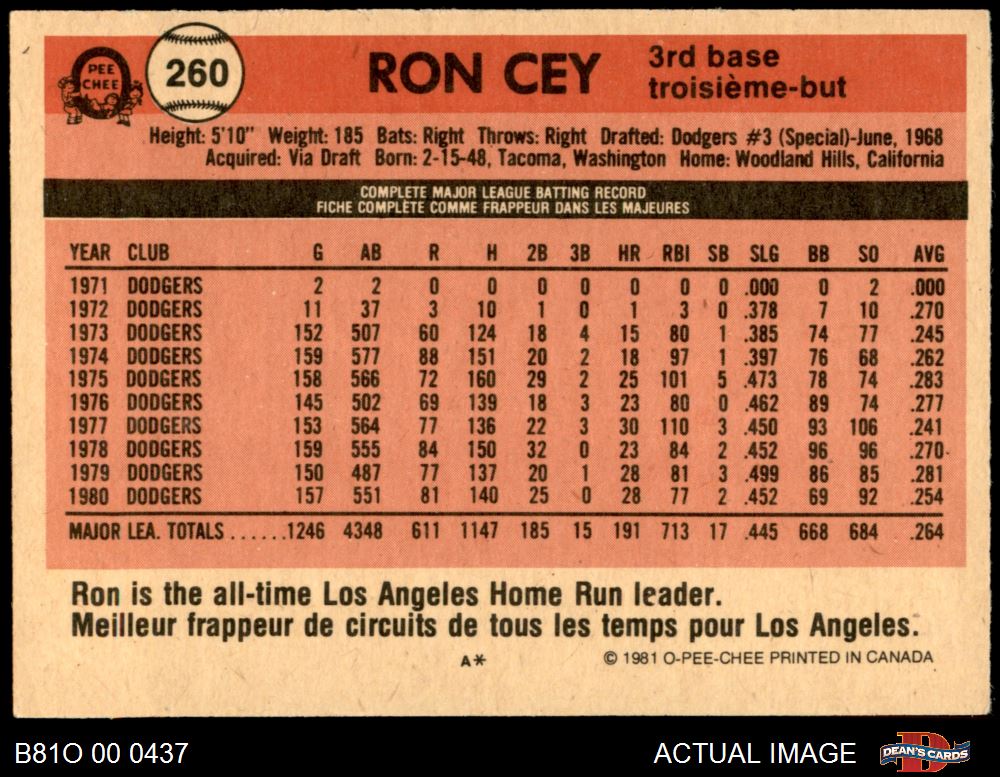 PEE
CHEE
260
RON CEY
3rd base
troisième-but
Height: 5'10" Weight: 185 Bats: Right Throws: Right Drafted: Dodgers #3 (Special)-June, 1968
Acquired: Via Draft Born: 2-15-48, Tacoma, Washington Home: Woodland Hills, California
COMPLETE MAJOR LEAGUE BATTING RECORD
FICHE COMPLÈTE COMME FRAPPEUR DANS LES MAJEURES
YEAR CLUB G AB R H 2B 3B HR RBI SB SLG BB SO AVG
1971 DODGERS 2 2 0 0 0 0 0 0 0 .000 0 2 .000
1972 DODGERS 11 37 3 10 1 0 1 3 0 .378 7 10 .270
1973 DODGERS 152 507 60 124 18 4 15 80 1 .385 74 77 .245
1974 DODGERS 159 577 88 151 20 2 18 97 1 .397 76 68 .262
1975 DODGERS 158 566 72 160 29 2 25 101 5 .473 78 74 .283
1976 DODGERS 145 502 69 139 18 3 23 80 0 .462 89 74 .277
1977 DODGERS 153 564 77 136 22 3 30 110 3 .450 93 106 .241
1978 DODGERS 159 555 84 150 32 0 23 84 2 .452 96 96 .270
1979 DODGERS 150 487 77 137 20 1 28 81 3 .499 86 85 .281
1980 DODGERS 157 551 81 140 25 0 28 77 2 .452 69 92 .254
MAJOR LEA. TOTALS ......1246 4348 611 1147 185 15 191 713 17 .445 668 684 .264
Ron is the all-time Los Angeles Home Run leader.
Meilleur frappeur de circuits de tous les temps pour Los Angeles.
A* © 1981 O-PEE-CHEE PRINTED IN CANADA
B81O 00 0437 ACTUAL IMAGE DEAN'S CARDS